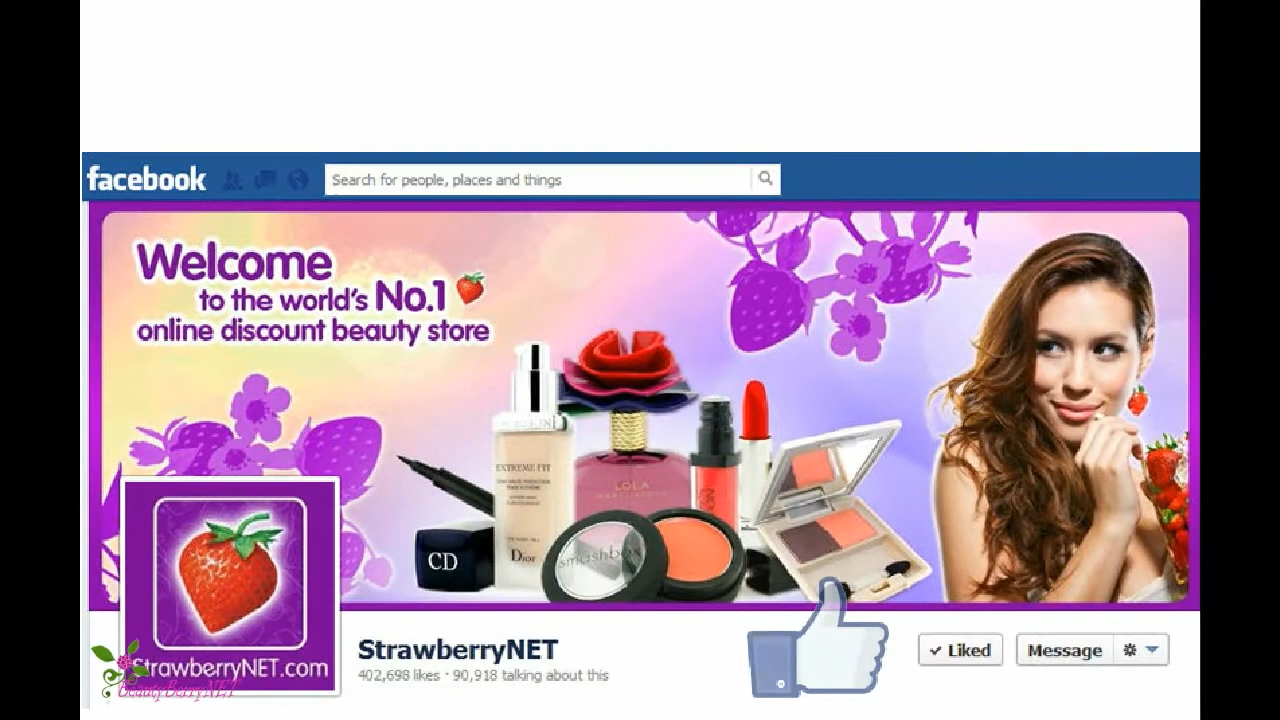 facebook
Search for people, places and things
Welcome
to the world's No.1
online discount beauty store
EXTREME FIT
LOLA
CD
Dior
smashbox
StrawberryNET.com
BeautyBerryNET
StrawberryNET
402,698 likes · 90,918 talking about this
Liked
Message